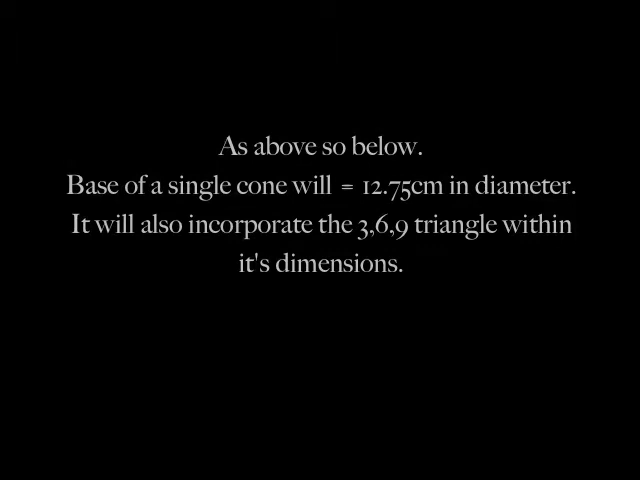 As above so below.
Base of a single cone will = 12.75cm in diameter.
It will also incorporate the 3,6,9 triangle within
it's dimensions.